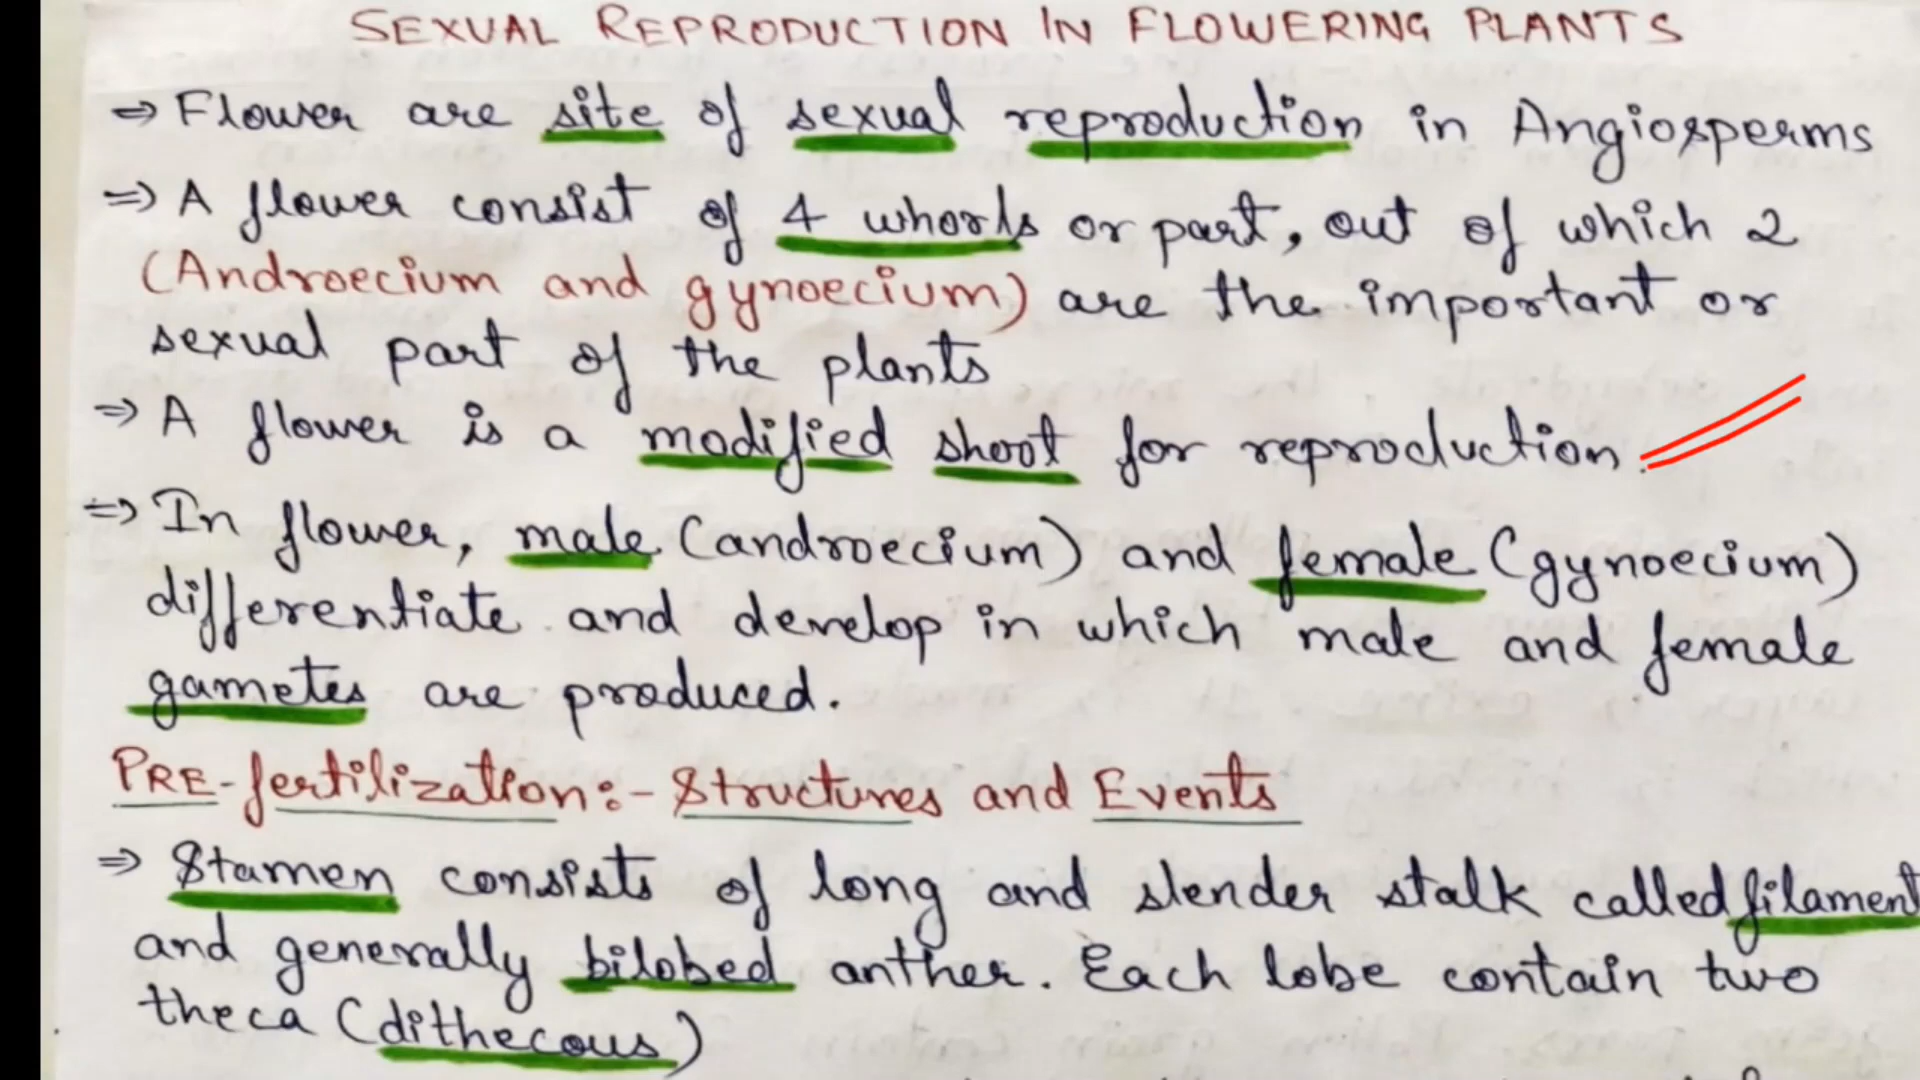 SEXUAL REPRODUCTION IN FLOWERING PLANTS
⇒ Flower are site of sexual reproduction in Angiosperms
⇒ A flower consist of 4 whorls or part, out of which 2
(Androecium and gynoecium) are the important or
sexual part of the plants
⇒ A flower is a modified shoot for reproduction.
⇒ In flower, male (androecium) and female (gynoecium)
differentiate and develop in which male and female
gametes are produced.
PRE-fertilization:- Structures and Events
⇒ Stamen consists of long and slender stalk called filament
and generally bilobed anther. Each lobe contain two
theca (dithecous)